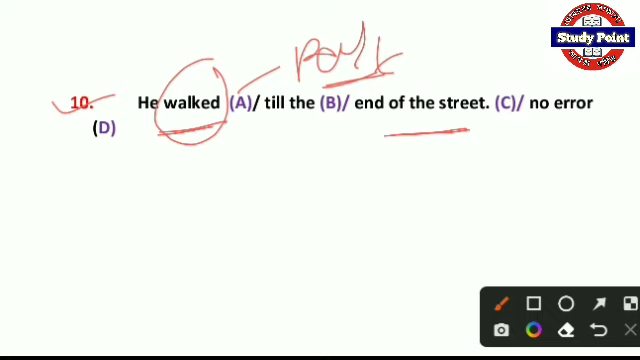 Study Point
10. He walked (A)/ till the (B)/ end of the street. (C)/ no error
(D)